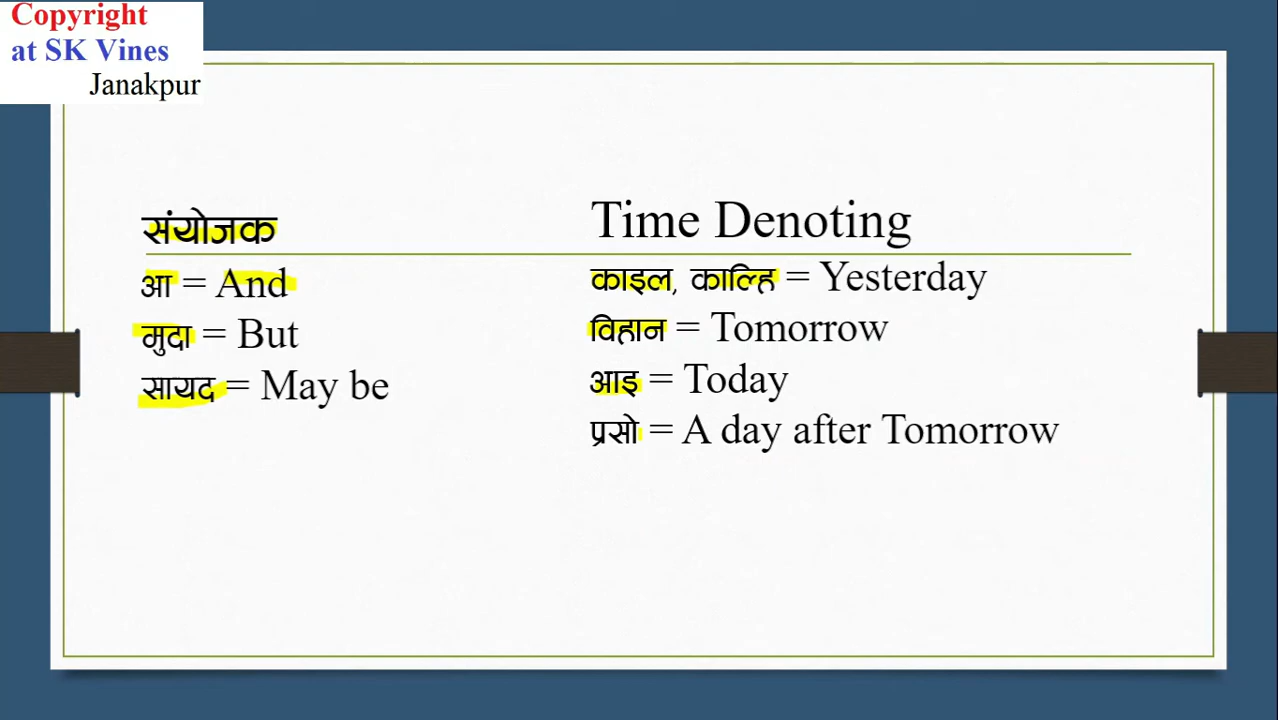 Copyright
at SK Vines
Janakpur
संयोजक
आ = And
मुदा = But
सायद = May be
Time Denoting
काइल, काल्हि = Yesterday
विहान = Tomorrow
आइ = Today
प्रसो = A day after Tomorrow